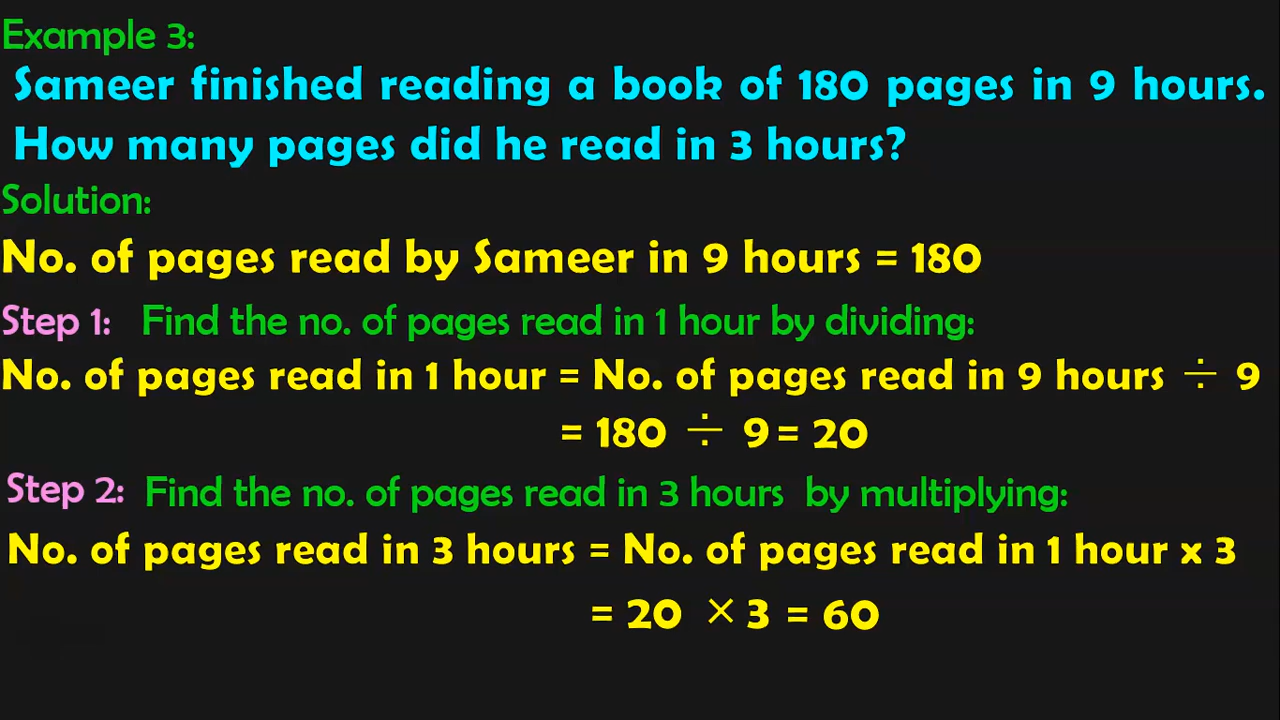 Example 3:
Sameer finished reading a book of 180 pages in 9 hours.
How many pages did he read in 3 hours?
Solution:
No. of pages read by Sameer in 9 hours = 180
Step 1: Find the no. of pages read in 1 hour by dividing:
No. of pages read in 1 hour = No. of pages read in 9 hours ÷ 9
= 180 ÷ 9 = 20
Step 2: Find the no. of pages read in 3 hours by multiplying:
No. of pages read in 3 hours = No. of pages read in 1 hour x 3
= 20 × 3 = 60